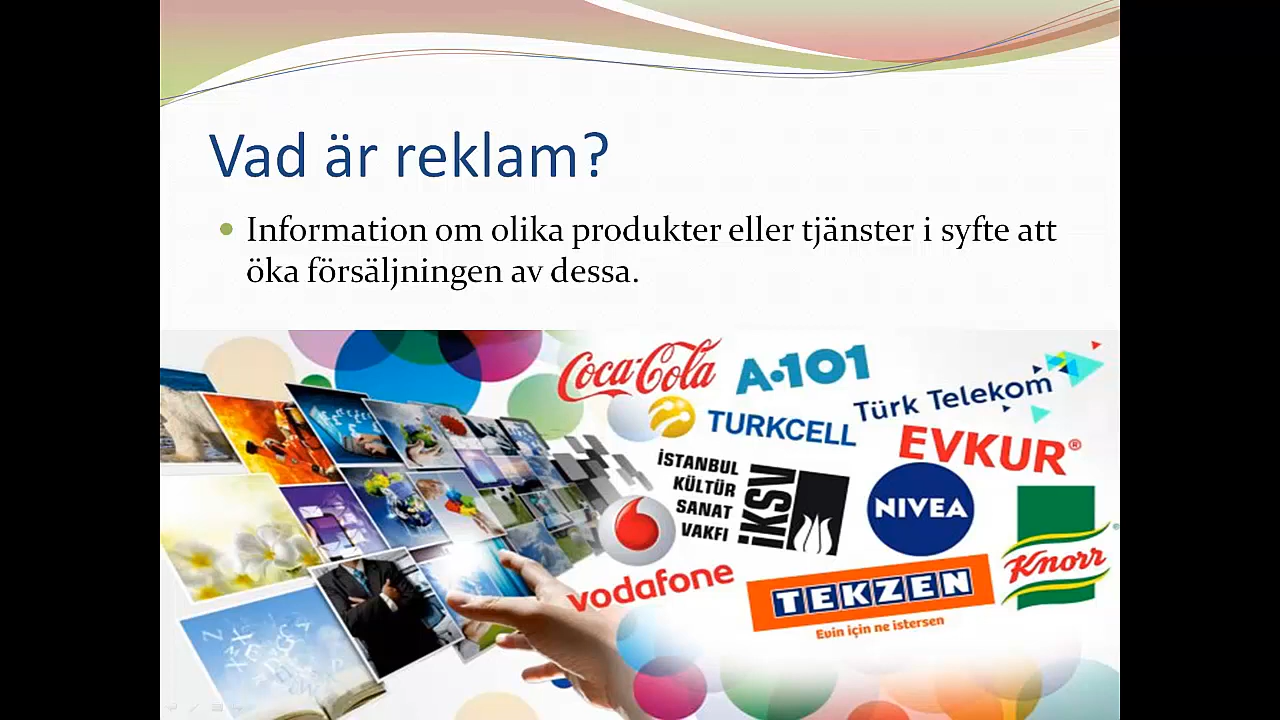 Vad är reklam?
Information om olika produkter eller tjänster i syfte att
öka försäljningen av dessa.
Coca-Cola
A·101
Türk Telekom
TURKCELL
EVKUR®
İSTANBUL
KÜLTÜR
SANAT
VAKFI
İKSV
NIVEA
Knorr
vodafone
TEKZEN
Evin için ne istersen